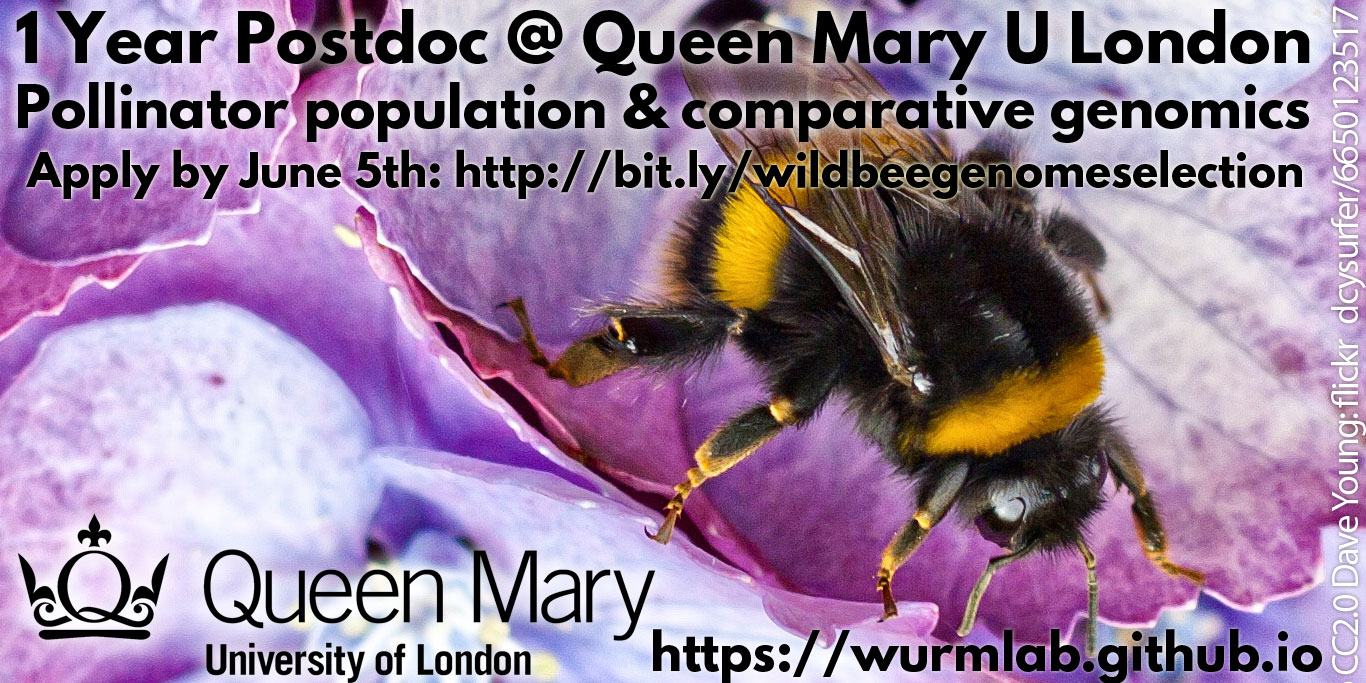 1 Year Postdoc @ Queen Mary U London
Pollinator population & comparative genomics
Apply by June 5th: http://bit.ly/wildbeegenomeselection
CC2.0 Dave Young: flickr dcysurfer/6650123517
Queen Mary
University of London
https://wurmlab.github.io